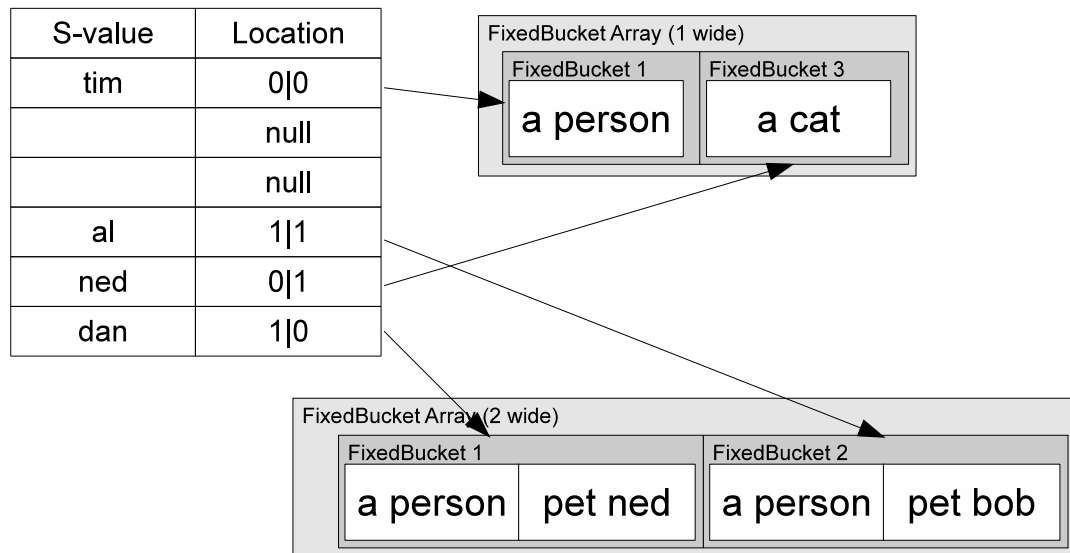 S-value Location
tim 0|0
null
null
al 1|1
ned 0|1
dan 1|0
FixedBucket Array (1 wide)
FixedBucket 1 FixedBucket 3
a person a cat
FixedBucket Array (2 wide)
FixedBucket 1 FixedBucket 2
a person pet ned a person pet bob